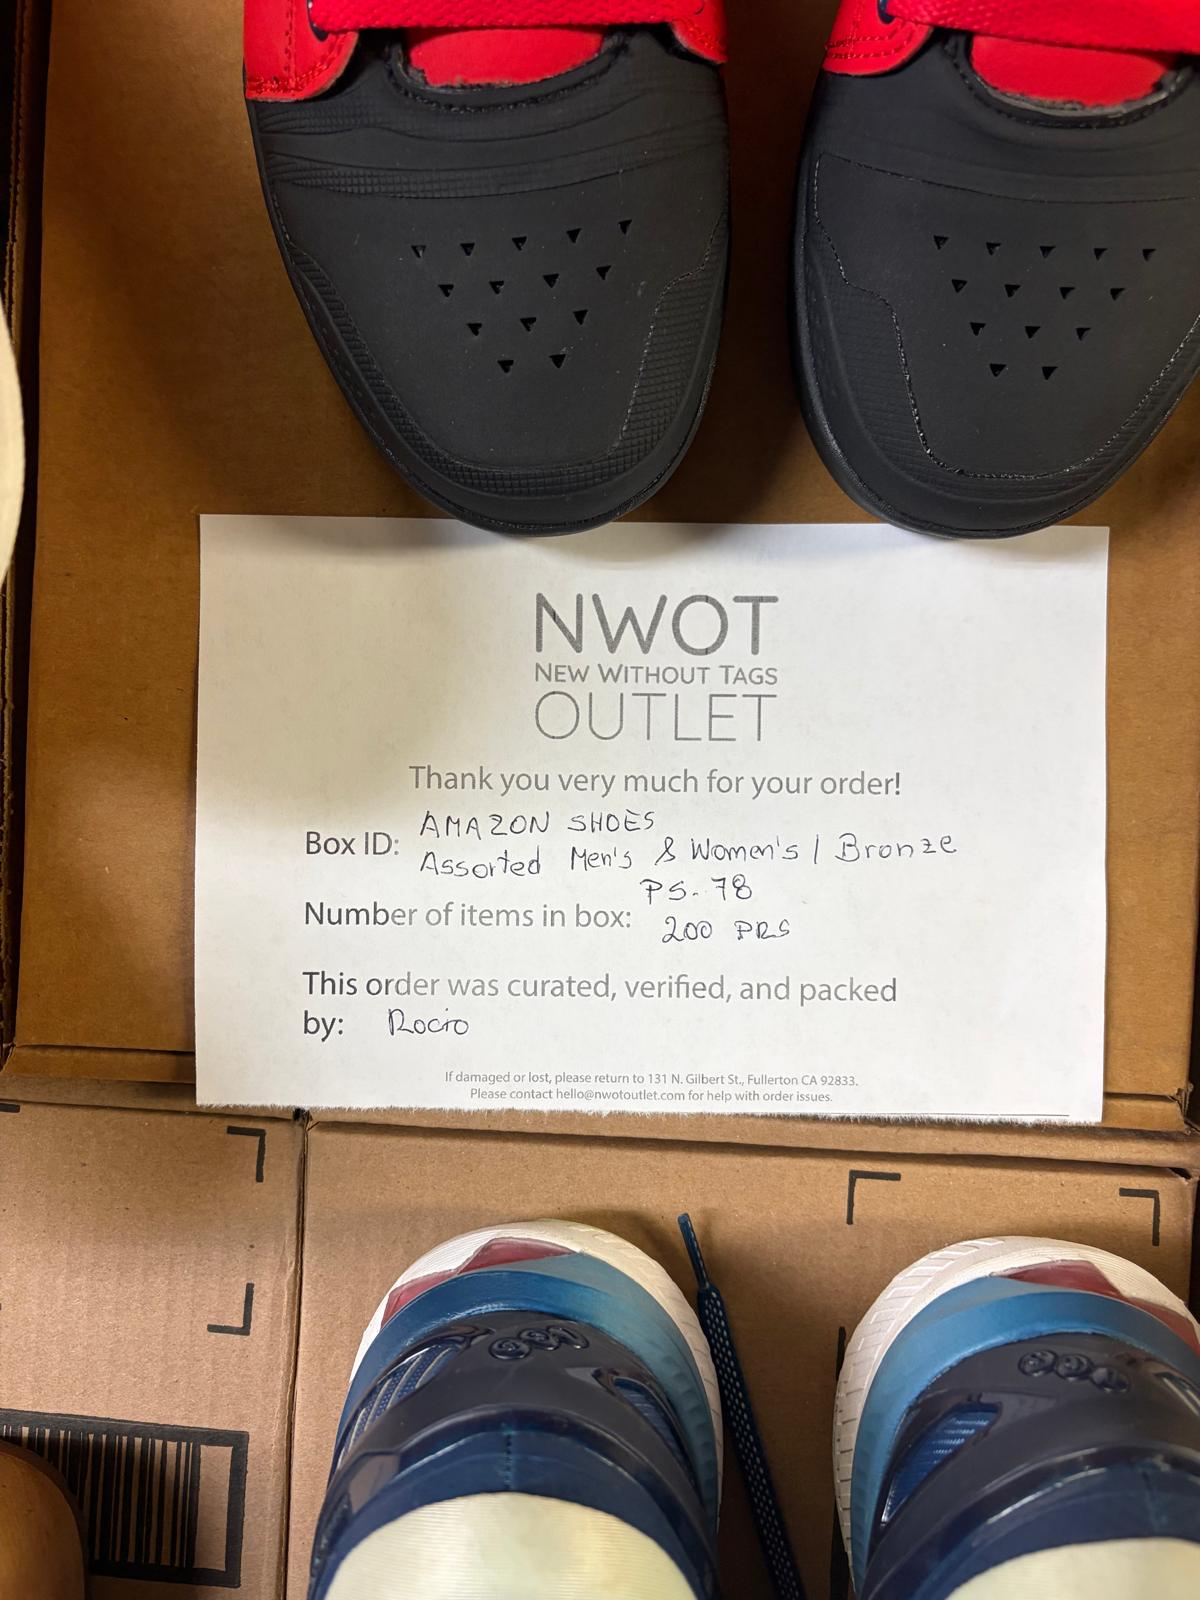 NWOT
NEW WITHOUT TAGS
OUTLET
Thank you very much for your order!
Box ID: AMAZON SHOES
Assorted Men's & Women's / Bronze
PS-78
Number of items in box: 200 PRS
This order was curated, verified, and packed
by: Rocio
If damaged or lost, please return to 131 N. Gilbert St., Fullerton CA 92833.
Please contact hello@nwotoutlet.com for help with order issues.